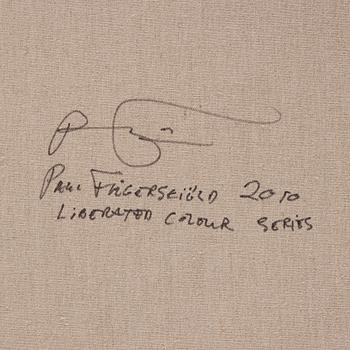 Paul Fägerskiöld 2010
LIBERATED COLOUR SERIES